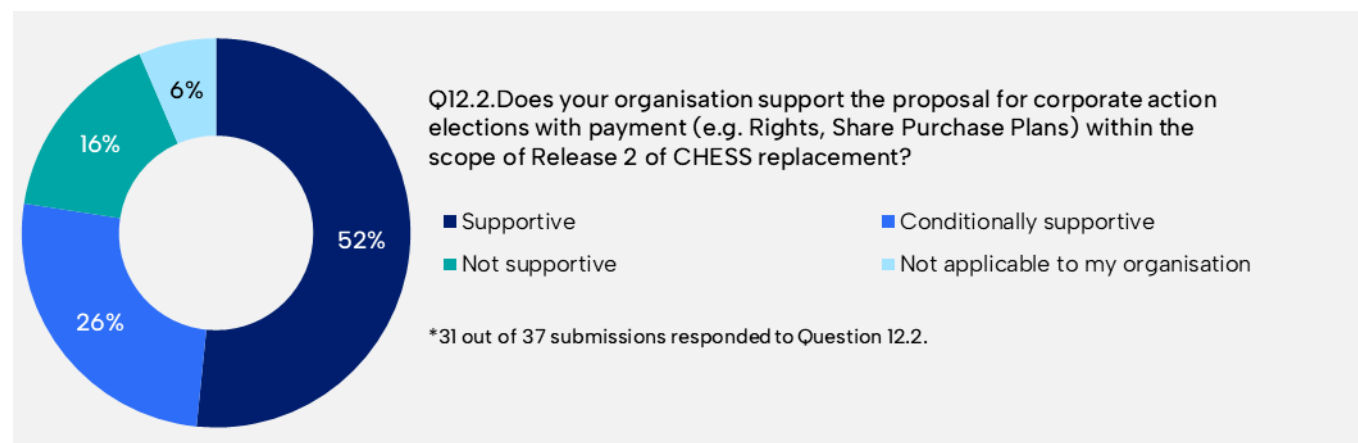 6%
16%
52%
26%
Q12.2.Does your organisation support the proposal for corporate action
elections with payment (e.g. Rights, Share Purchase Plans) within the
scope of Release 2 of CHESS replacement?
Supportive
Conditionally supportive
Not supportive
Not applicable to my organisation
*31 out of 37 submissions responded to Question 12.2.